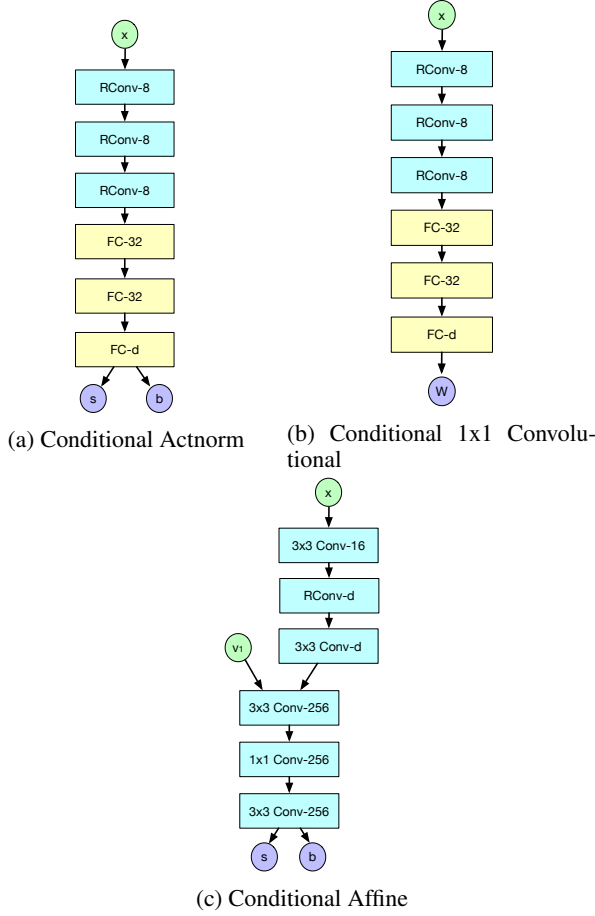 x
RConv-8
RConv-8
RConv-8
FC-32
FC-32
FC-d
s b
(a) Conditional Actnorm
x
RConv-8
RConv-8
RConv-8
FC-32
FC-32
FC-d
W
(b) Conditional 1x1 Convolu-
tional
x
3x3 Conv-16
RConv-d
3x3 Conv-d
v1
3x3 Conv-256
1x1 Conv-256
3x3 Conv-256
s b
(c) Conditional Affine